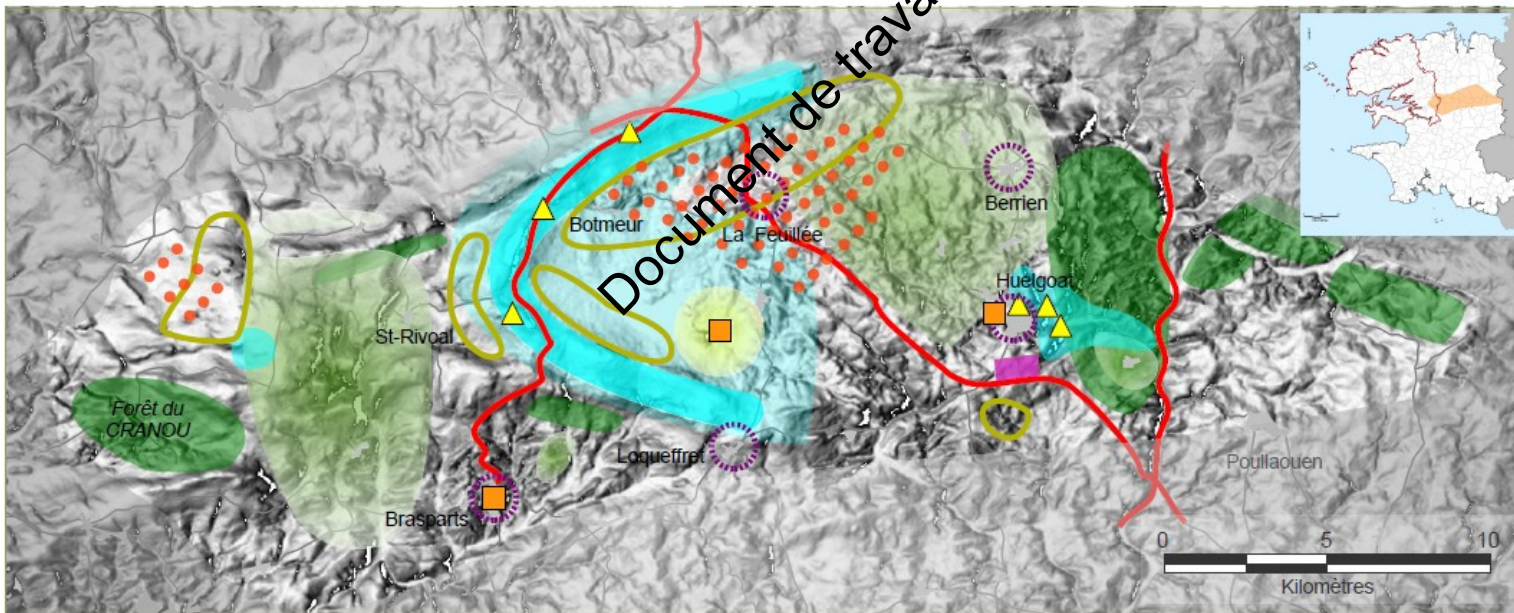 Document de trava
Berrien
Botmeur
La Feuillée
Huelgoat
St-Rivoal
Forêt du
CRANOU
Loqueffret
Poullaouen
Brasparts
0 5 10
Kilomètres